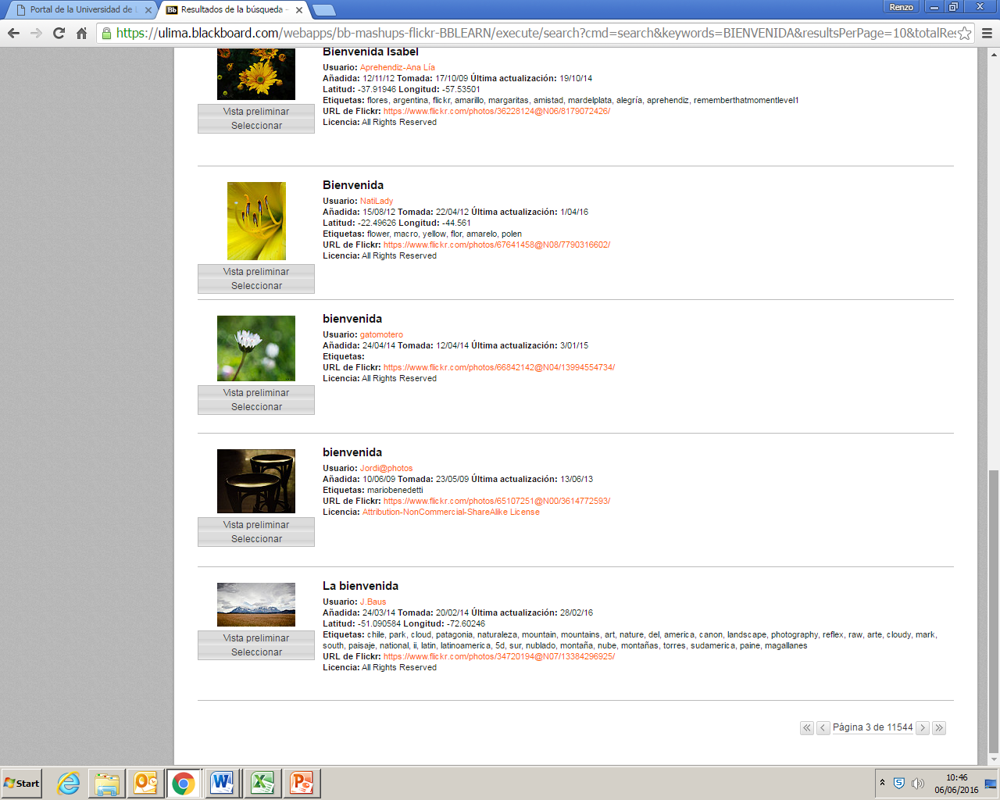 Portal de la Universidad de
Resultados de la búsqueda -
Renzo
https://ulima.blackboard.com/webapps/bb-mashups-flickr-BBLEARN/execute/search?cmd=search&keywords=BIENVENIDA&resultsPerPage=10&totalRes
Bienvenida Isabel
Usuario: Aprehendiz-Ana Lía
Añadida: 12/11/12 Tomada: 17/10/09 Última actualización: 19/10/14
Latitud: -37.91946 Longitud: -57.53501
Etiquetas: flores, argentina, flickr, amarillo, margaritas, amistad, mardelplata, alegría, aprehendiz, rememberthatmomentlevel1
URL de Flickr: https://www.flickr.com/photos/36228124@N06/8179072426/
Licencia: All Rights Reserved
Vista preliminar
Seleccionar
Bienvenida
Usuario: NatiLady
Añadida: 15/08/12 Tomada: 22/04/12 Última actualización: 1/04/16
Latitud: -22.49626 Longitud: -44.561
Etiquetas: flower, macro, yellow, flor, amarelo, polen
URL de Flickr: https://www.flickr.com/photos/67641458@N08/7790316602/
Licencia: All Rights Reserved
Vista preliminar
Seleccionar
bienvenida
Usuario: gatomotero
Añadida: 24/04/14 Tomada: 12/04/14 Última actualización: 3/01/15
Etiquetas:
URL de Flickr: https://www.flickr.com/photos/66842142@N04/13994554734/
Licencia: All Rights Reserved
Vista preliminar
Seleccionar
bienvenida
Usuario: Jordi@photos
Añadida: 10/06/09 Tomada: 23/05/09 Última actualización: 13/06/13
Etiquetas: mariobenedetti
URL de Flickr: https://www.flickr.com/photos/65107251@N00/3614772593/
Licencia: Attribution-NonCommercial-ShareAlike License
Vista preliminar
Seleccionar
La bienvenida
Usuario: J.Baus
Añadida: 24/03/14 Tomada: 20/02/14 Última actualización: 28/02/16
Latitud: -51.090584 Longitud: -72.60246
Etiquetas: chile, park, cloud, patagonia, naturaleza, mountain, mountains, art, nature, del, america, canon, landscape, photography, reflex, raw, arte, cloudy, mark,
south, paisaje, national, ii, latin, latinoamerica, 5d, sur, nublado, montaña, nube, montañas, torres, sudamerica, paine, magallanes
URL de Flickr: https://www.flickr.com/photos/34720194@N07/13384296925/
Licencia: All Rights Reserved
Vista preliminar
Seleccionar
Página 3 de 11544
Start
10:46
06/06/2016